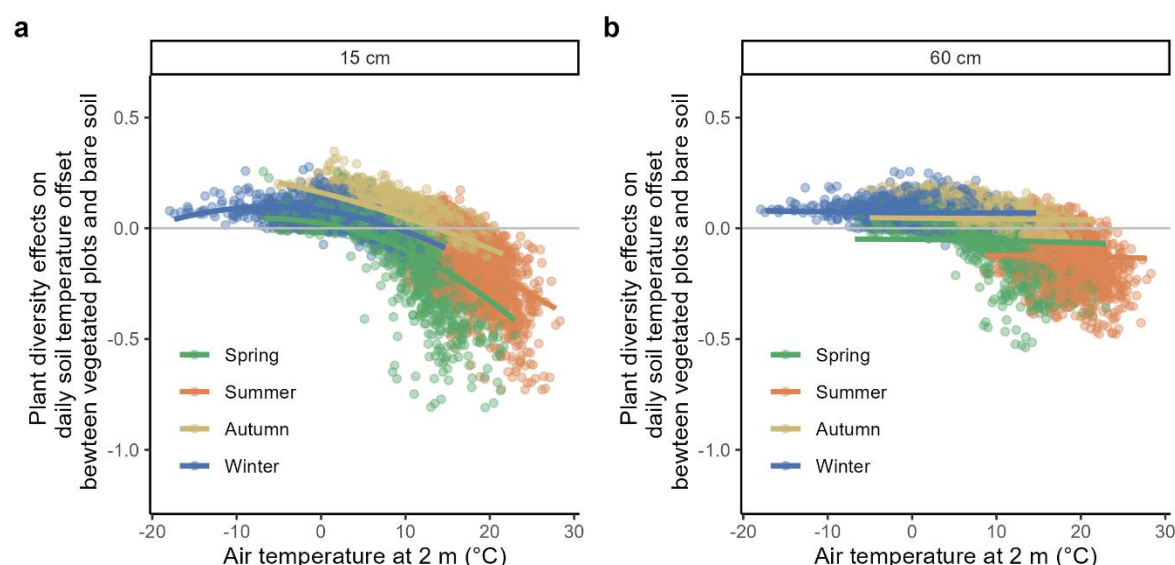 a
15 cm
Plant diversity effects on
daily soil temperature offset
bewteen vegetated plots and bare soil
0.5
0.0
-0.5
-1.0
Spring
Summer
Autumn
Winter
-20 -10 0 10 20 30
Air temperature at 2 m (°C)
b
60 cm
Plant diversity effects on
daily soil temperature offset
bewteen vegetated plots and bare soil
0.5
0.0
-0.5
-1.0
Spring
Summer
Autumn
Winter
-20 -10 0 10 20 30
Air temperature at 2 m (°C)